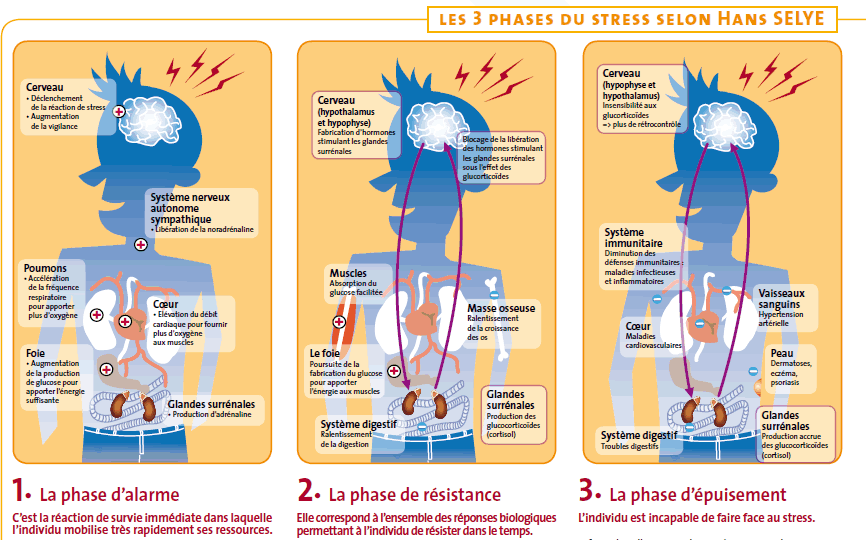 LES 3 PHASES DU STRESS SELON HANS SELYE
Cerveau
• Déclenchement
de la réaction de stress
• Augmentation
de la vigilance
Système nerveux
autonome
sympathique
• Libération de la noradrénaline
Poumons
• Accélération
de la fréquence
respiratoire
pour apporter
plus d'oxygène
Cœur
• Elévation du débit
cardiaque pour fournir
plus d'oxygène
aux muscles
Foie
• Augmentation
de la production
de glucose pour
apporter l'énergie
suffisante
Glandes surrénales
• Production d'adrénaline
1. La phase d'alarme
C'est la réaction de survie immédiate dans laquelle
l'individu mobilise très rapidement ses ressources.
Cerveau
(hypothalamus
et hypophyse)
Fabrication d'hormones
stimulant les glandes
surrénales
Blocage de la libération
des hormones stimulant
les glandes surrénales
sous l'effet des
glucorticoïdes
Muscles
Absorption du
glucose facilitée
Masse osseuse
Ralentissement
de la croissance
des os
Le foie
Poursuite de la
fabrication du glucose
pour apporter
l'énergie aux muscles
Glandes
surrénales
Production des
glucocorticoïdes
(cortisol)
Système digestif
Ralentissement
de la digestion
2. La phase de résistance
Elle correspond à l'ensemble des réponses biologiques
permettant à l'individu de résister dans le temps.
Cerveau
(hypophyse et
hypothalamus)
Insensibilité aux
glucorticoïdes
=> plus de rétrocontrôle
Système
immunitaire
Diminution des
défenses immunitaires :
maladies infectieuses
et inflammatoires
Vaisseaux
sanguins
Hypertension
artérielle
Cœur
Maladies
cardiovasculaires
Peau
Dermatoses,
eczéma,
psoriasis
Système digestif
Troubles digestifs
Glandes
surrénales
Production accrue
des glucorticoïdes
(cortisol)
3. La phase d'épuisement
L'individu est incapable de faire face au stress.